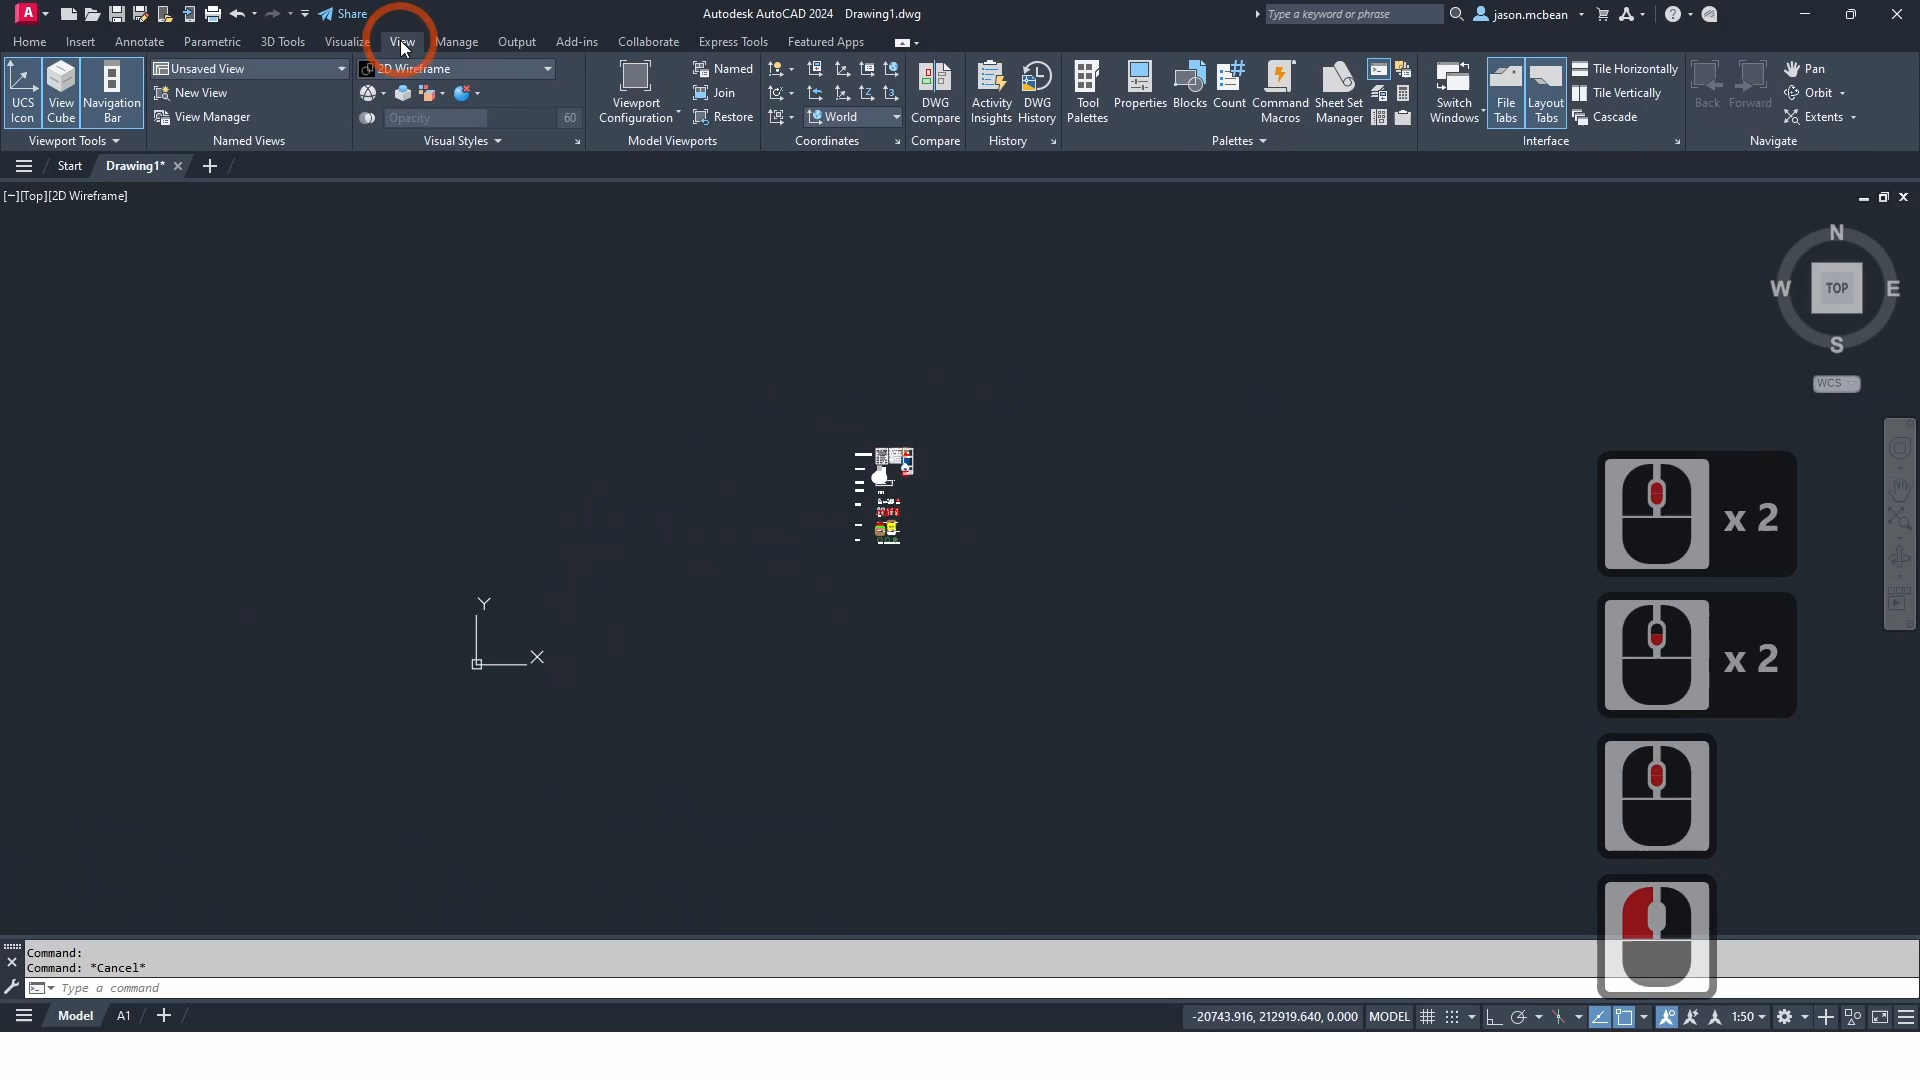 A Share Autodesk AutoCAD 2024 Drawing1.dwg Type a keyword or phrase jason.mcbean
Home Insert Annotate Parametric 3D Tools Visualize View Manage Output Add-ins Collaborate Express Tools Featured Apps
Unsaved View 2D Wireframe Named Tile Horizontally Pan
UCS Icon View Cube Navigation Bar New View Viewport Configuration Join DWG Compare Activity Insights DWG History Tool Palettes Properties Blocks Count Command Macros Sheet Set Manager Switch Windows File Tabs Layout Tabs Tile Vertically Back Forward Orbit
View Manager Opacity 60 Restore World Cascade Extents
Viewport Tools Named Views Visual Styles Model Viewports Coordinates Compare History Palettes Interface Navigate
Start Drawing1*
[−][Top][2D Wireframe]
N
W TOP E
S
WCS
x 2
Y
X
x 2
Command:
Command: *Cancel*
Type a command
Model A1 -20743.916, 212919.640, 0.000 MODEL 1:50